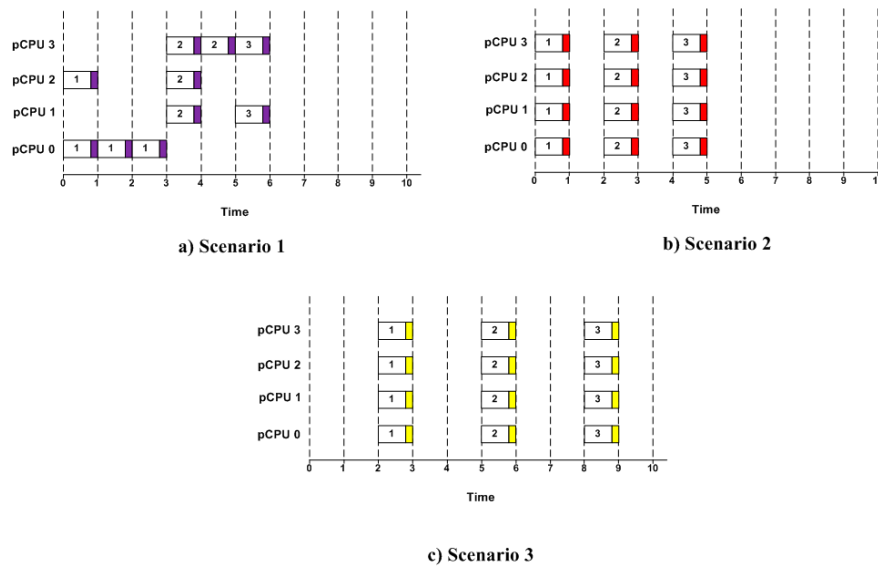 pCPU 3
2 2 3
pCPU 2
1 2
pCPU 1
2 3
pCPU 0
1 1 1
0 1 2 3 4 5 6 7 8 9 10
Time
a) Scenario 1
pCPU 3
1 2 3
pCPU 2
1 2 3
pCPU 1
1 2 3
pCPU 0
1 2 3
0 1 2 3 4 5 6 7 8 9
Time
b) Scenario 2
pCPU 3
1 2 3
pCPU 2
1 2 3
pCPU 1
1 2 3
pCPU 0
1 2 3
0 1 2 3 4 5 6 7 8 9 10
Time
c) Scenario 3